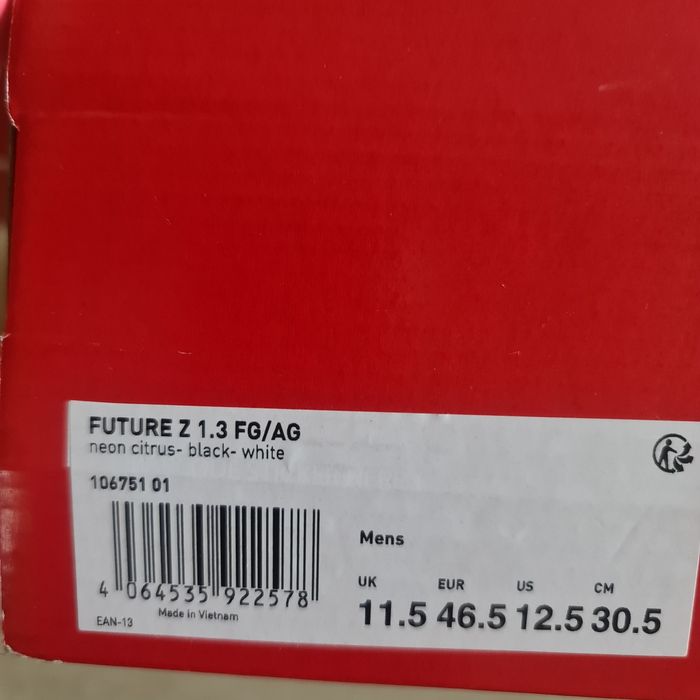 FUTURE Z 1.3 FG/AG
neon citrus- black- white
106751 01
Mens
UK EUR US CM
11.5 46.5 12.5 30.5
4 064535 922578
Made in Vietnam
EAN-13